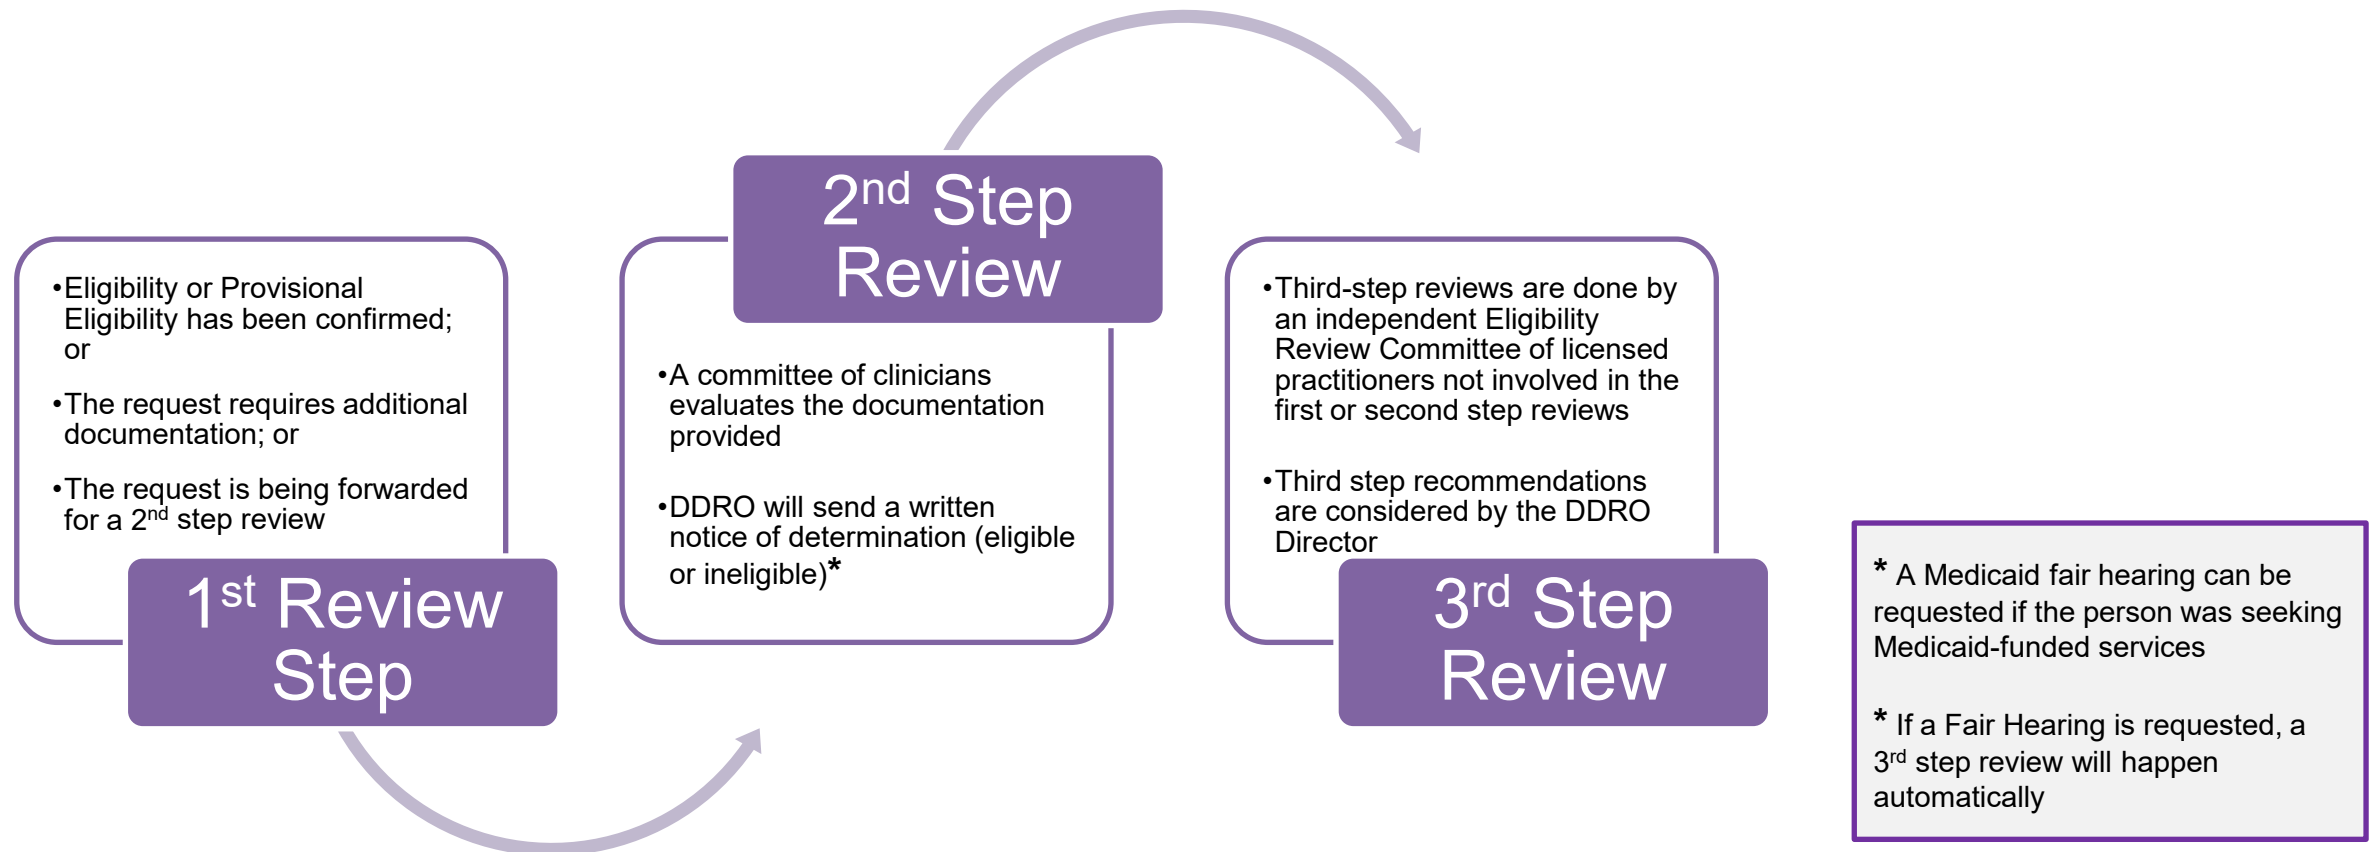 •Eligibility or Provisional
Eligibility has been confirmed;
or
•The request requires additional
documentation; or
•The request is being forwarded
for a 2nd step review
1st Review
Step
2nd Step
Review
•A committee of clinicians
evaluates the documentation
provided
•DDRO will send a written
notice of determination (eligible
or ineligible)*
•Third-step reviews are done by
an independent Eligibility
Review Committee of licensed
practitioners not involved in the
first or second step reviews
•Third step recommendations
are considered by the DDRO
Director
3rd Step
Review
* A Medicaid fair hearing can be
requested if the person was seeking
Medicaid-funded services
* If a Fair Hearing is requested, a
3rd step review will happen
automatically